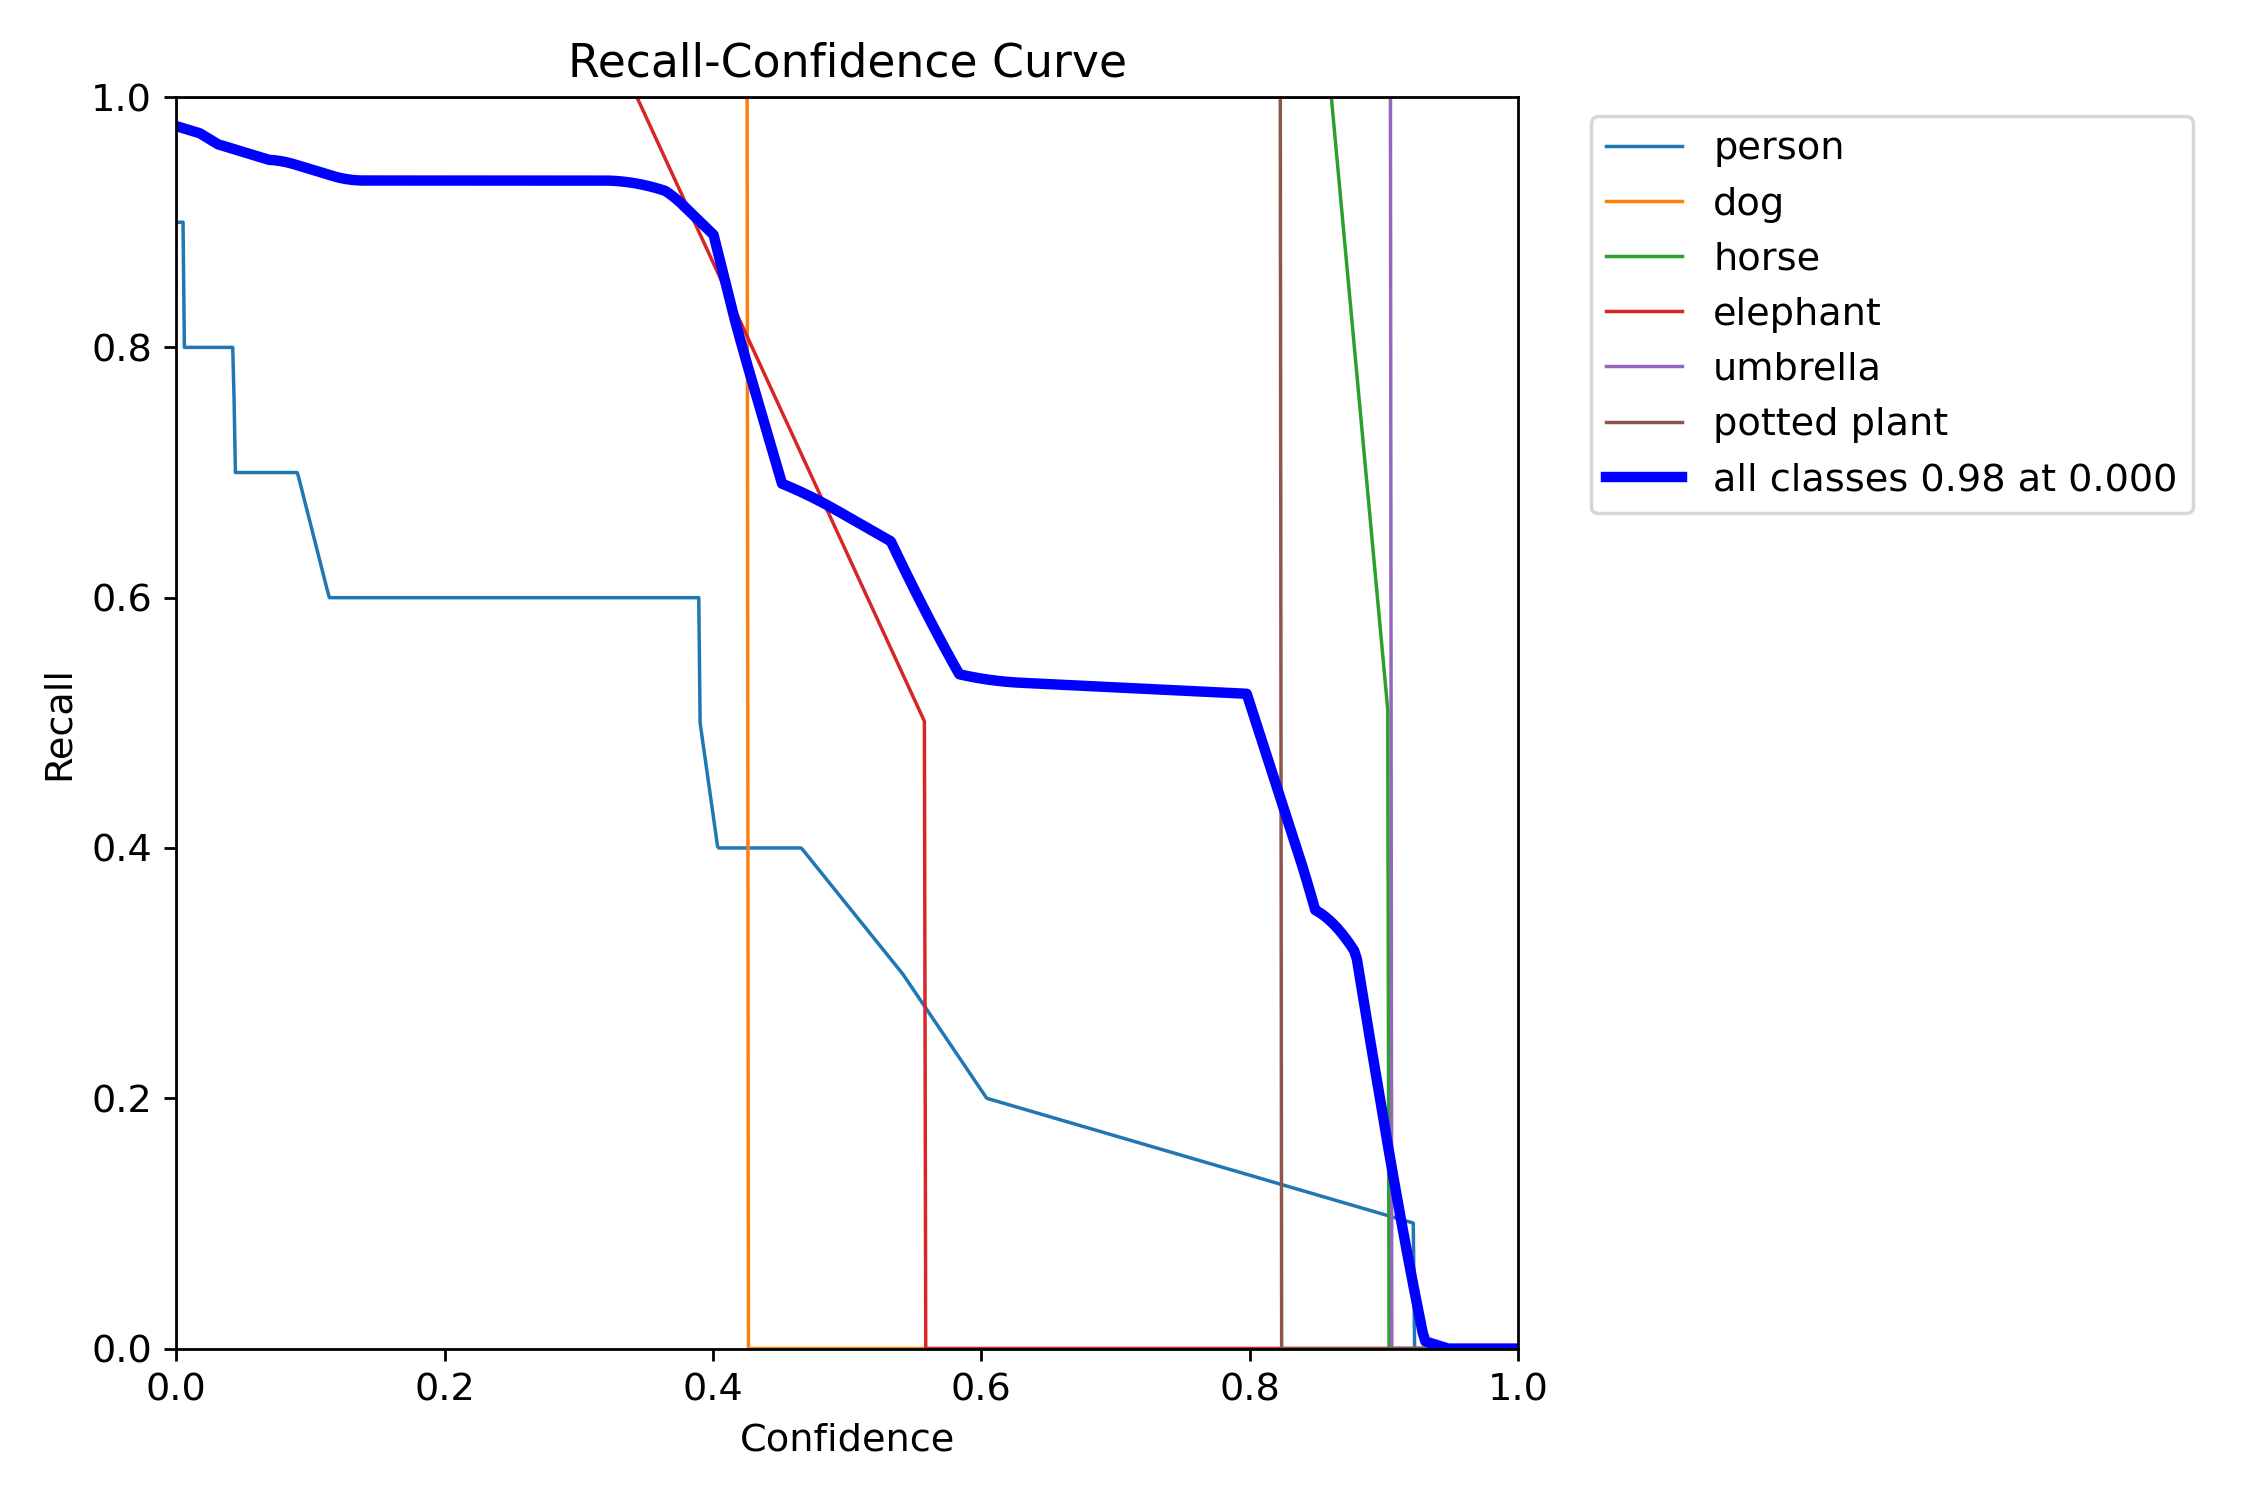 Recall-Confidence Curve
1.0
0.8
0.6
0.4
0.2
0.0
Recall
0.0 0.2 0.4 0.6 0.8 1.0
Confidence
person
dog
horse
elephant
umbrella
potted plant
all classes 0.98 at 0.000